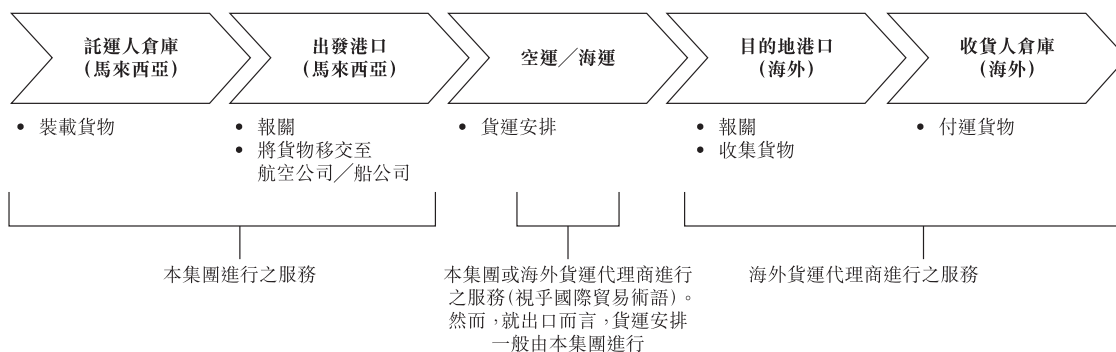 託運人倉庫
(馬來西亞)
出發港口
(馬來西亞)
空運／海運
目的地港口
(海外)
收貨人倉庫
(海外)
• 裝載貨物
• 報關
• 將貨物移交至
航空公司／船公司
• 貨運安排
• 報關
• 收集貨物
• 付運貨物
本集團進行之服務
本集團或海外貨運代理商進行
之服務(視乎國際貿易術語)。
然而，就出口而言，貨運安排
一般由本集團進行
海外貨運代理商進行之服務